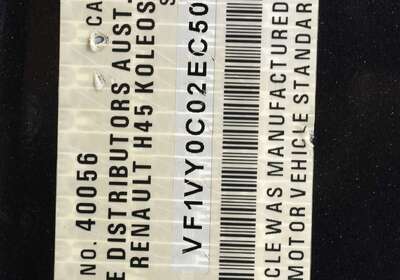 CA
NO. 40056
E DISTRIBUTORS AUST.
RENAULT H45 KOLEOS
S
VF1VY0C02EC50
CLE WAS MANUFACTURED
MOTOR VEHICLE STANDAR